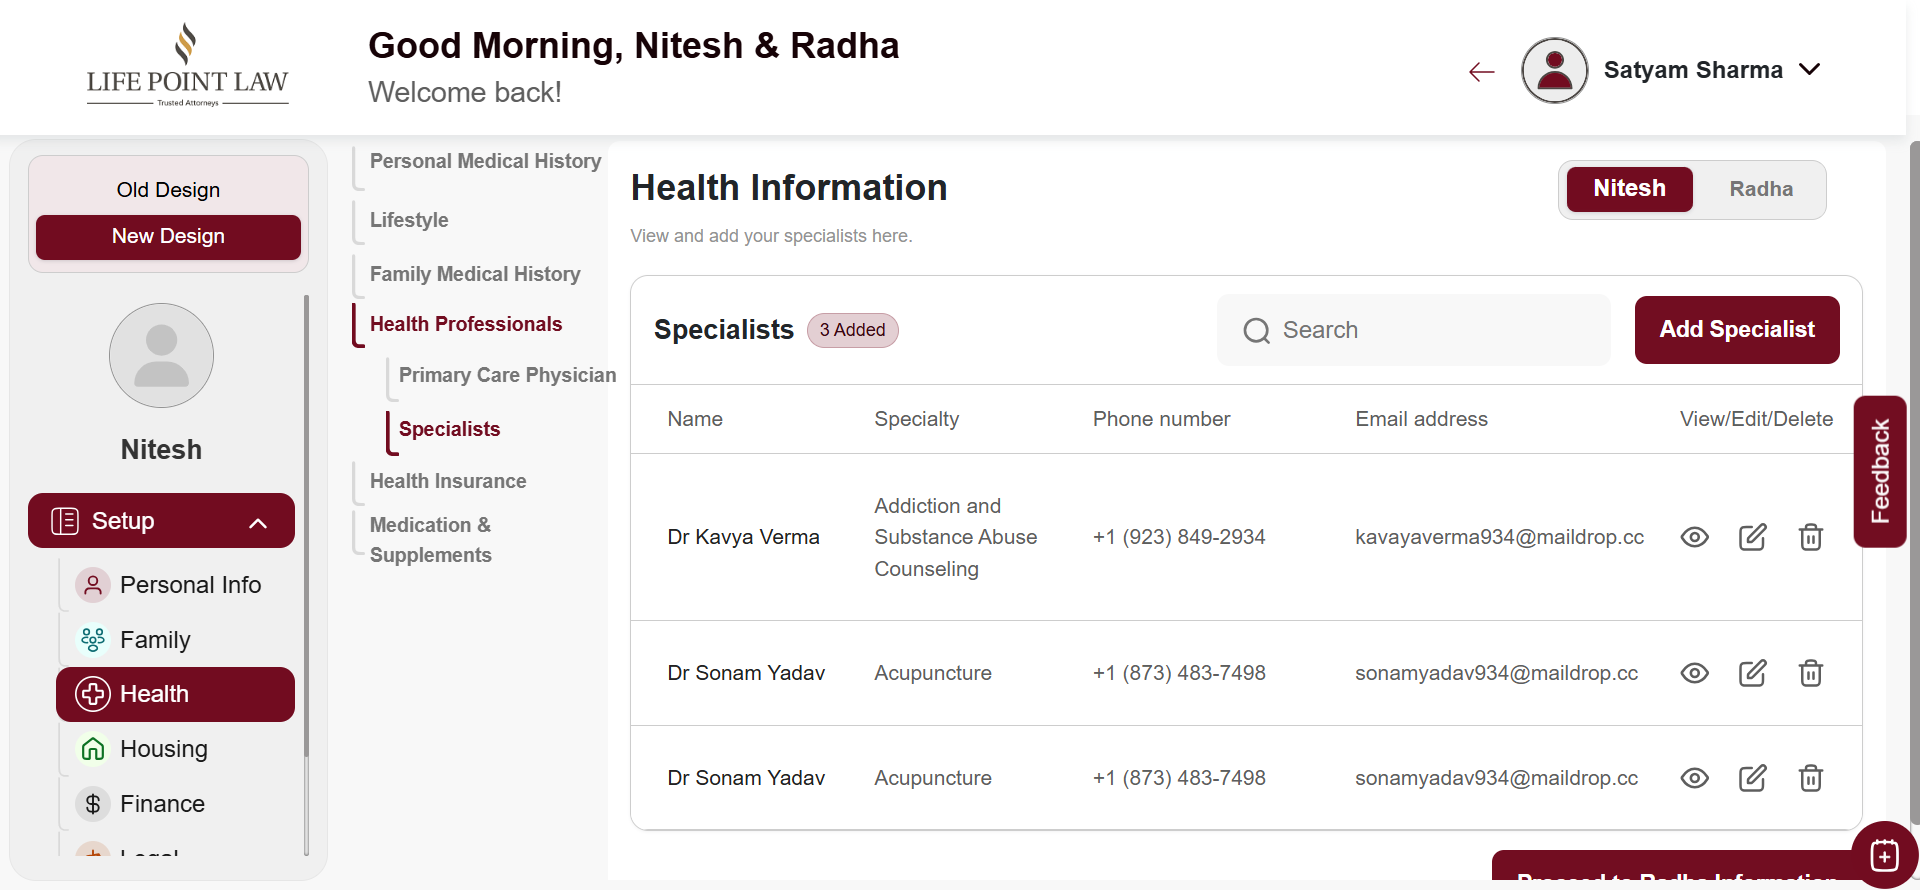 LIFE POINT LAW
Trusted Attorneys
Good Morning, Nitesh & Radha
Welcome back!
Satyam Sharma
Old Design
New Design
Nitesh
Setup
Personal Info
Family
Health
Housing
Finance
Legal
Personal Medical History
Lifestyle
Family Medical History
Health Professionals
Primary Care Physician
Specialists
Health Insurance
Medication &
Supplements
Health Information
Nitesh
Radha
View and add your specialists here.
Specialists
3 Added
Search
Add Specialist
Name
Specialty
Phone number
Email address
View/Edit/Delete
Dr Kavya Verma
Addiction and
Substance Abuse
Counseling
+1 (923) 849-2934
kavayaverma934@maildrop.cc
Dr Sonam Yadav
Acupuncture
+1 (873) 483-7498
sonamyadav934@maildrop.cc
Dr Sonam Yadav
Acupuncture
+1 (873) 483-7498
sonamyadav934@maildrop.cc
Feedback
Proceed to Radha Information